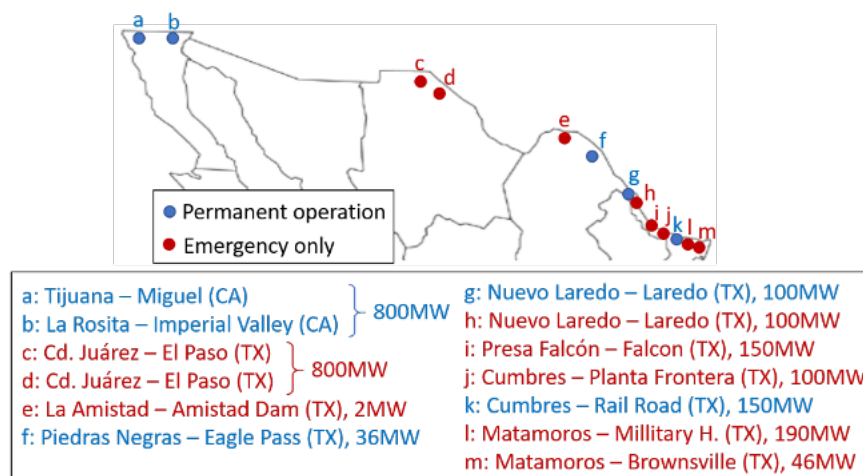 a
b
c
d
e
f
g
h
i
j
k
l
m
Permanent operation
Emergency only
a: Tijuana – Miguel (CA)
b: La Rosita – Imperial Valley (CA)
800MW
c: Cd. Juárez – El Paso (TX)
d: Cd. Juárez – El Paso (TX)
800MW
e: La Amistad – Amistad Dam (TX), 2MW
f: Piedras Negras – Eagle Pass (TX), 36MW
g: Nuevo Laredo – Laredo (TX), 100MW
h: Nuevo Laredo – Laredo (TX), 100MW
i: Presa Falcón – Falcon (TX), 150MW
j: Cumbres – Planta Frontera (TX), 100MW
k: Cumbres – Rail Road (TX), 150MW
l: Matamoros – Millitary H. (TX), 190MW
m: Matamoros – Brownsville (TX), 46MW